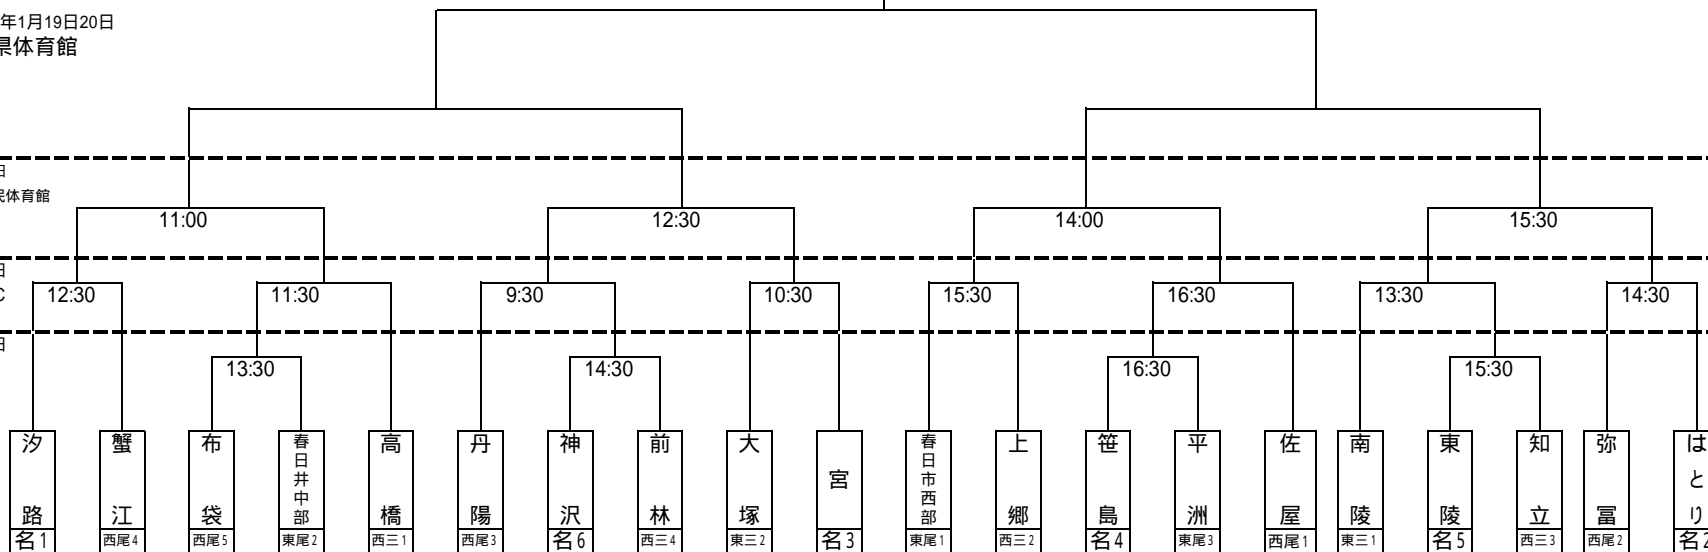 年1月19日20日
県体育館
日
民体育館
11:00 12:30 14:00 15:30
日
C
12:30 11:30 9:30 10:30 15:30 16:30 13:30 14:30
日
13:30 14:30 16:30 15:30
汐路
名1
蟹江
西尾4
布袋
西尾5
春日井中部
東尾2
高橋
西三1
丹陽
西尾3
神沢
名6
前林
西三4
大塚
東三2
宮
名3
春日市西部
東尾1
上郷
西三2
笹島
名4
平洲
東尾3
佐屋
西尾1
南陵
東三1
東陵
名5
知立
西三3
弥冨
西尾2
はとり
名2